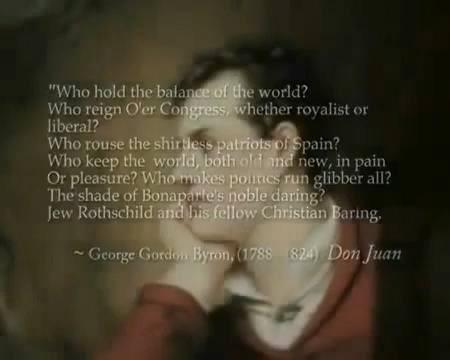 "Who hold the balance of the world?
Who reign O'er Congress, whether royalist or
liberal?
Who rouse the shirtless patriots of Spain?
Who keep the world, both old and new, in pain
Or pleasure? Who makes politics run glibber all?
The shade of Bonaparte's noble daring?
Jew Rothschild and his fellow Christian Baring.
~ George Gordon Byron, (1788 1824) Don Juan